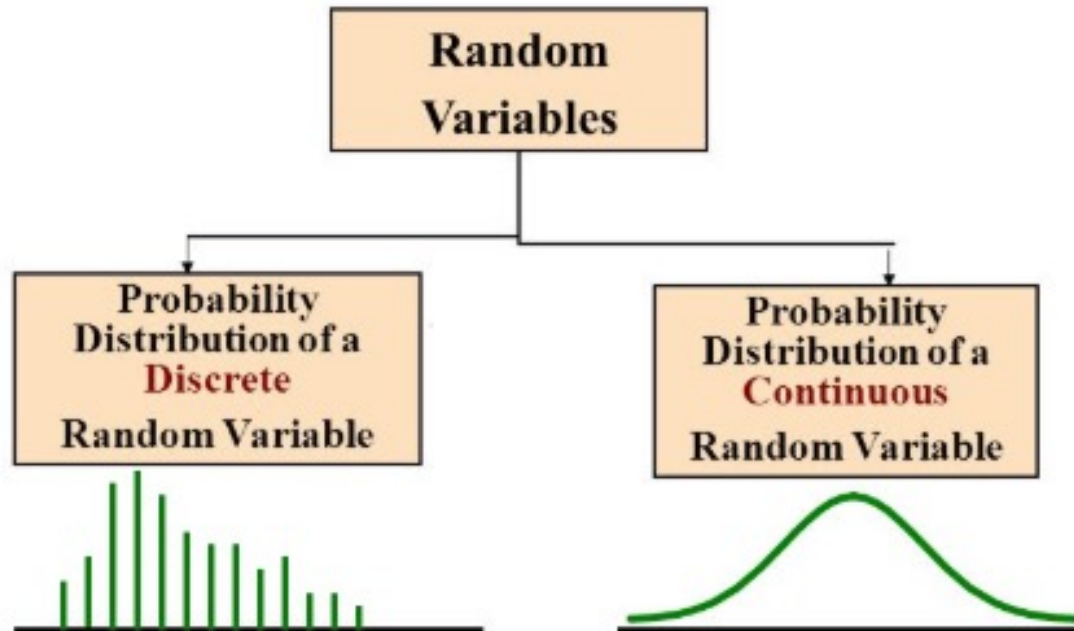 Random
Variables
Probability
Distribution of a
Discrete
Random Variable
Probability
Distribution of a
Continuous
Random Variable